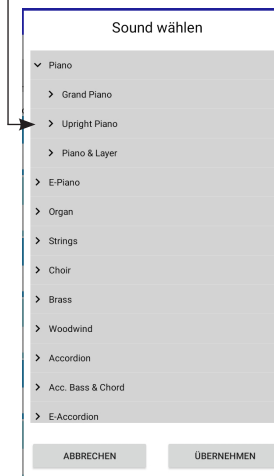 Sound wählen
Piano
Grand Piano
Upright Piano
Piano & Layer
E-Piano
Organ
Strings
Choir
Brass
Woodwind
Accordion
Acc. Bass & Chord
E-Accordion
ABBRECHEN ÜBERNEHMEN